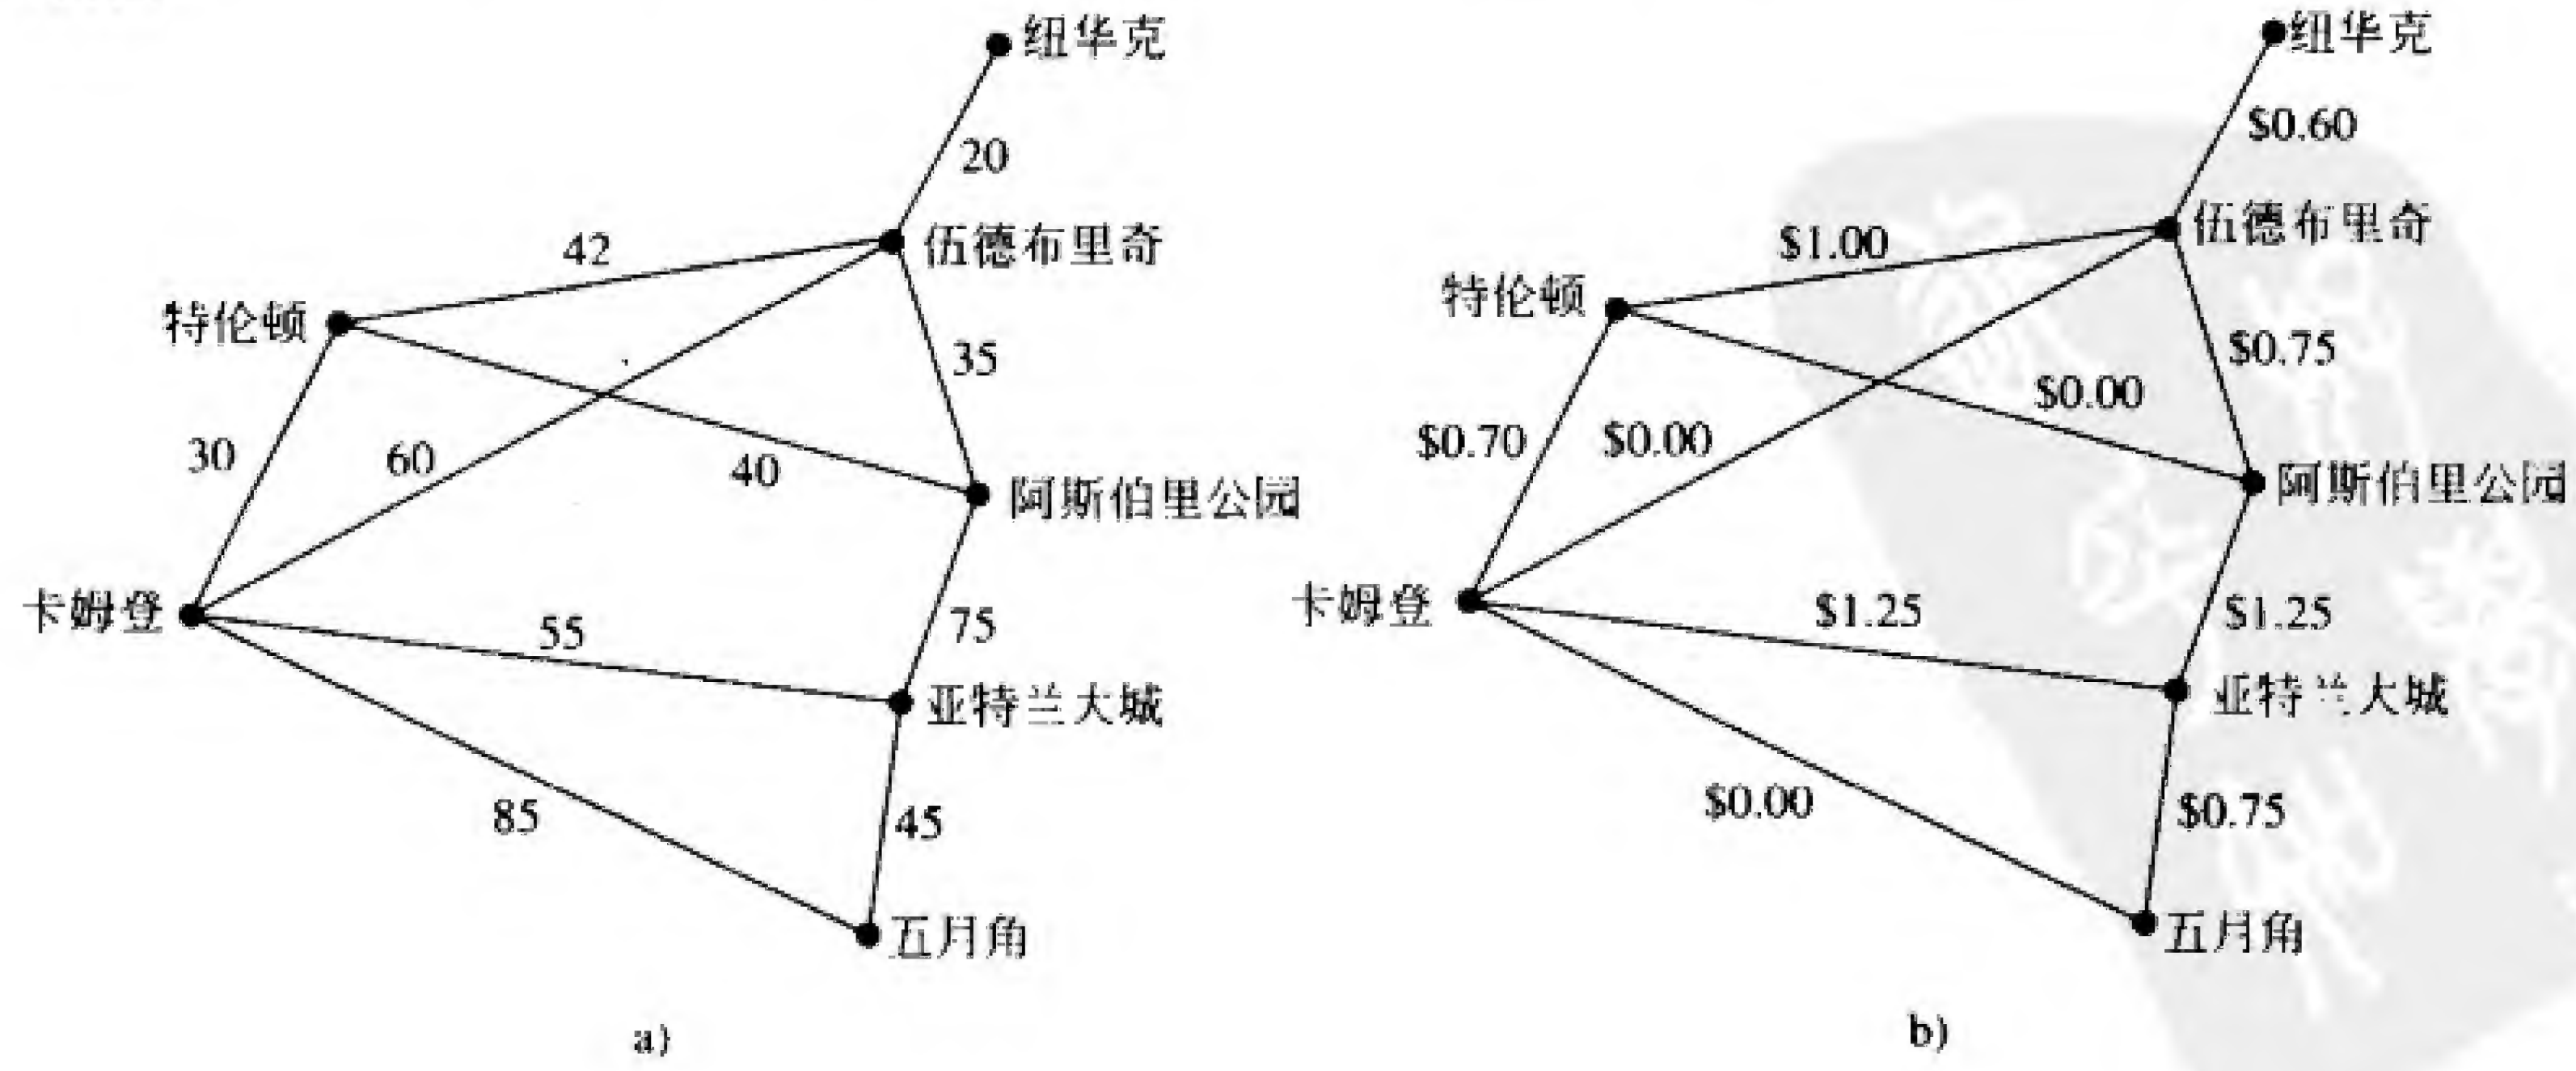 纽华克
20
42
伍德布里奇
特伦顿
35
30
60
40
阿斯伯里公园
卡姆登
55
75
亚特兰大城
85
45
五月角
a)
纽华克
$0.60
$1.00
伍德布里奇
特伦顿
$0.75
$0.00
$0.70
$0.00
阿斯伯里公园
卡姆登
$1.25
$1.25
亚特兰大城
$0.00
$0.75
五月角
b)